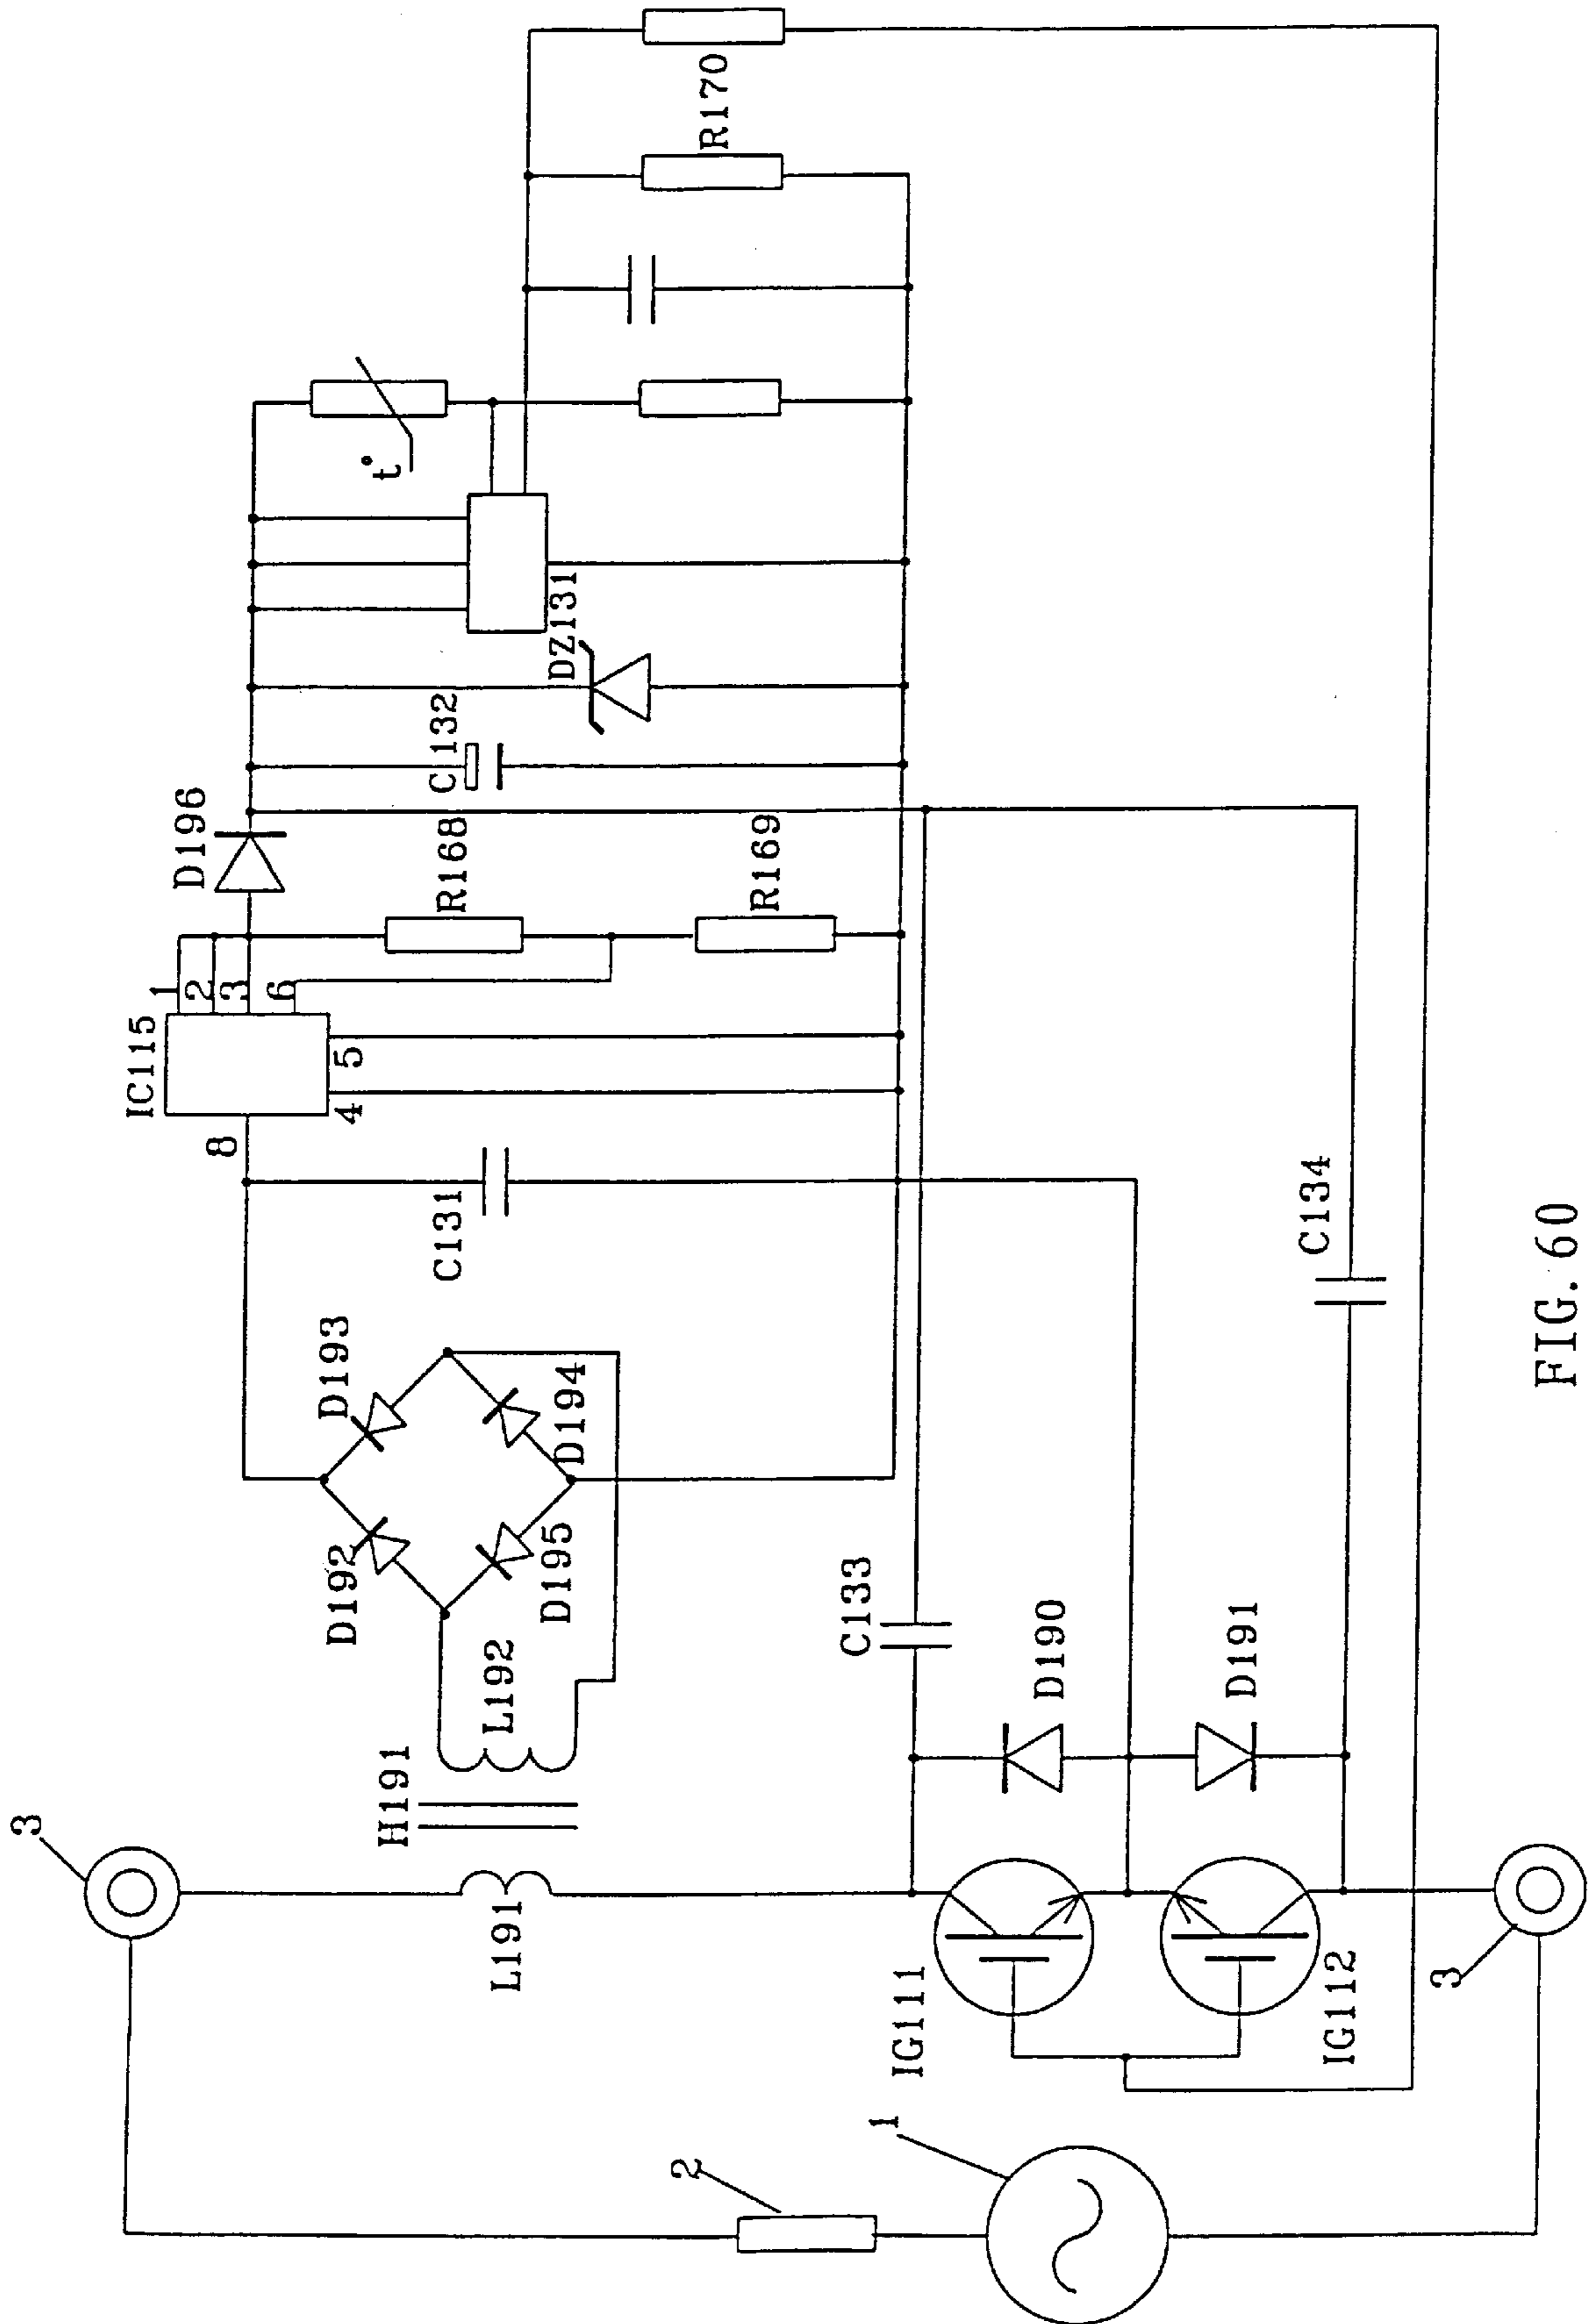 3
L191
H191
L192
D192
D193
D194
D195
C131
8
IC115
1
2
3
6
5
4
D196
R168
R169
C132
DZ131
t°
R170
2
1
IG111
IG112
D190
D191
C133
C134
3
FIG. 60